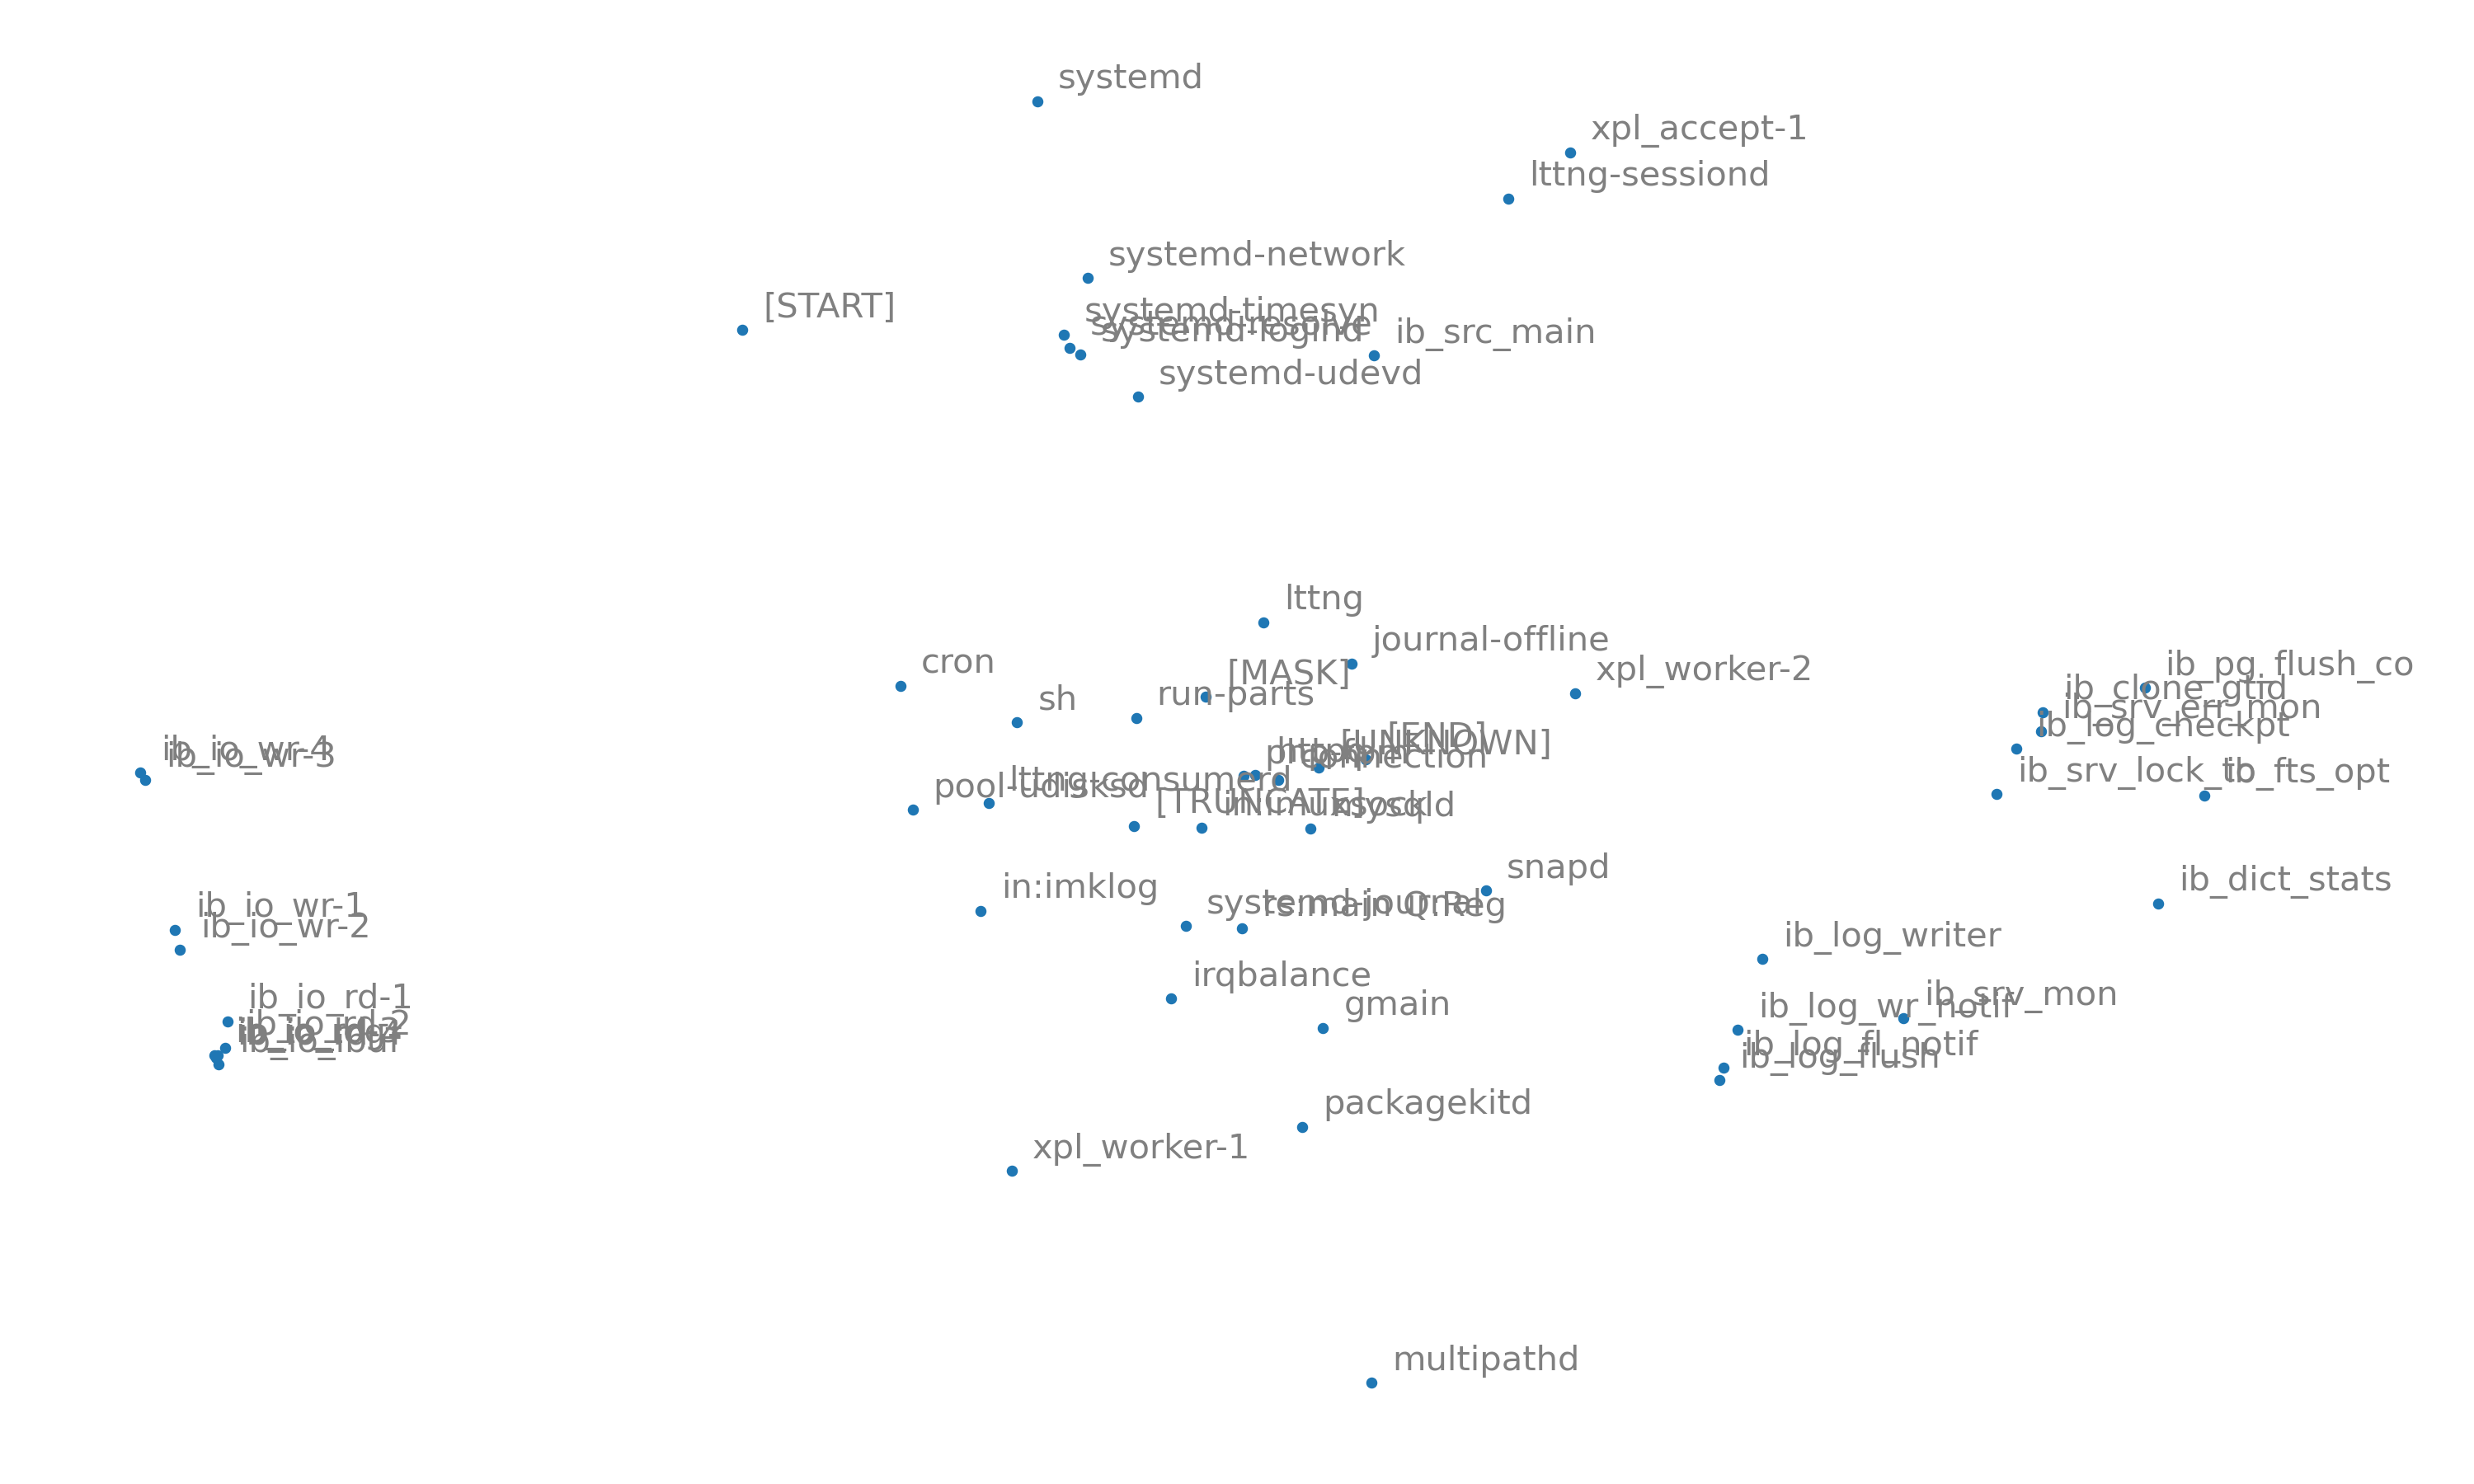 systemd
xpl_accept-1
lttng-sessiond
systemd-network
[START]
systemd-timesyn
systemd-resolve
systemd-logind
ib_src_main
systemd-udevd
lttng
journal-offline
[MASK]
cron
run-parts
sh
xpl_worker-2
ib_pg_flush_co
ib_clone_gtid
ib_srv_err_mon
ib_log_checkpt
[END]
[UNKNOWN]
connection
ib_io_wr-4
ib_io_wr-3
lttng-consumerd
pool-udisksd
[TRUNCATE]
in:imuxsock
mysqld
ib_srv_lock_to
ib_fts_opt
snapd
ib_dict_stats
in:imklog
systemd-journal
rs:main Q:Reg
ib_io_wr-1
ib_io_wr-2
ib_log_writer
irqbalance
gmain
ib_srv_mon
ib_log_wr_notif
ib_io_rd-1
ib_io_rd-2
ib_io_ibuf
ib_log_fl_notif
ib_log_flush
packagekitd
xpl_worker-1
multipathd